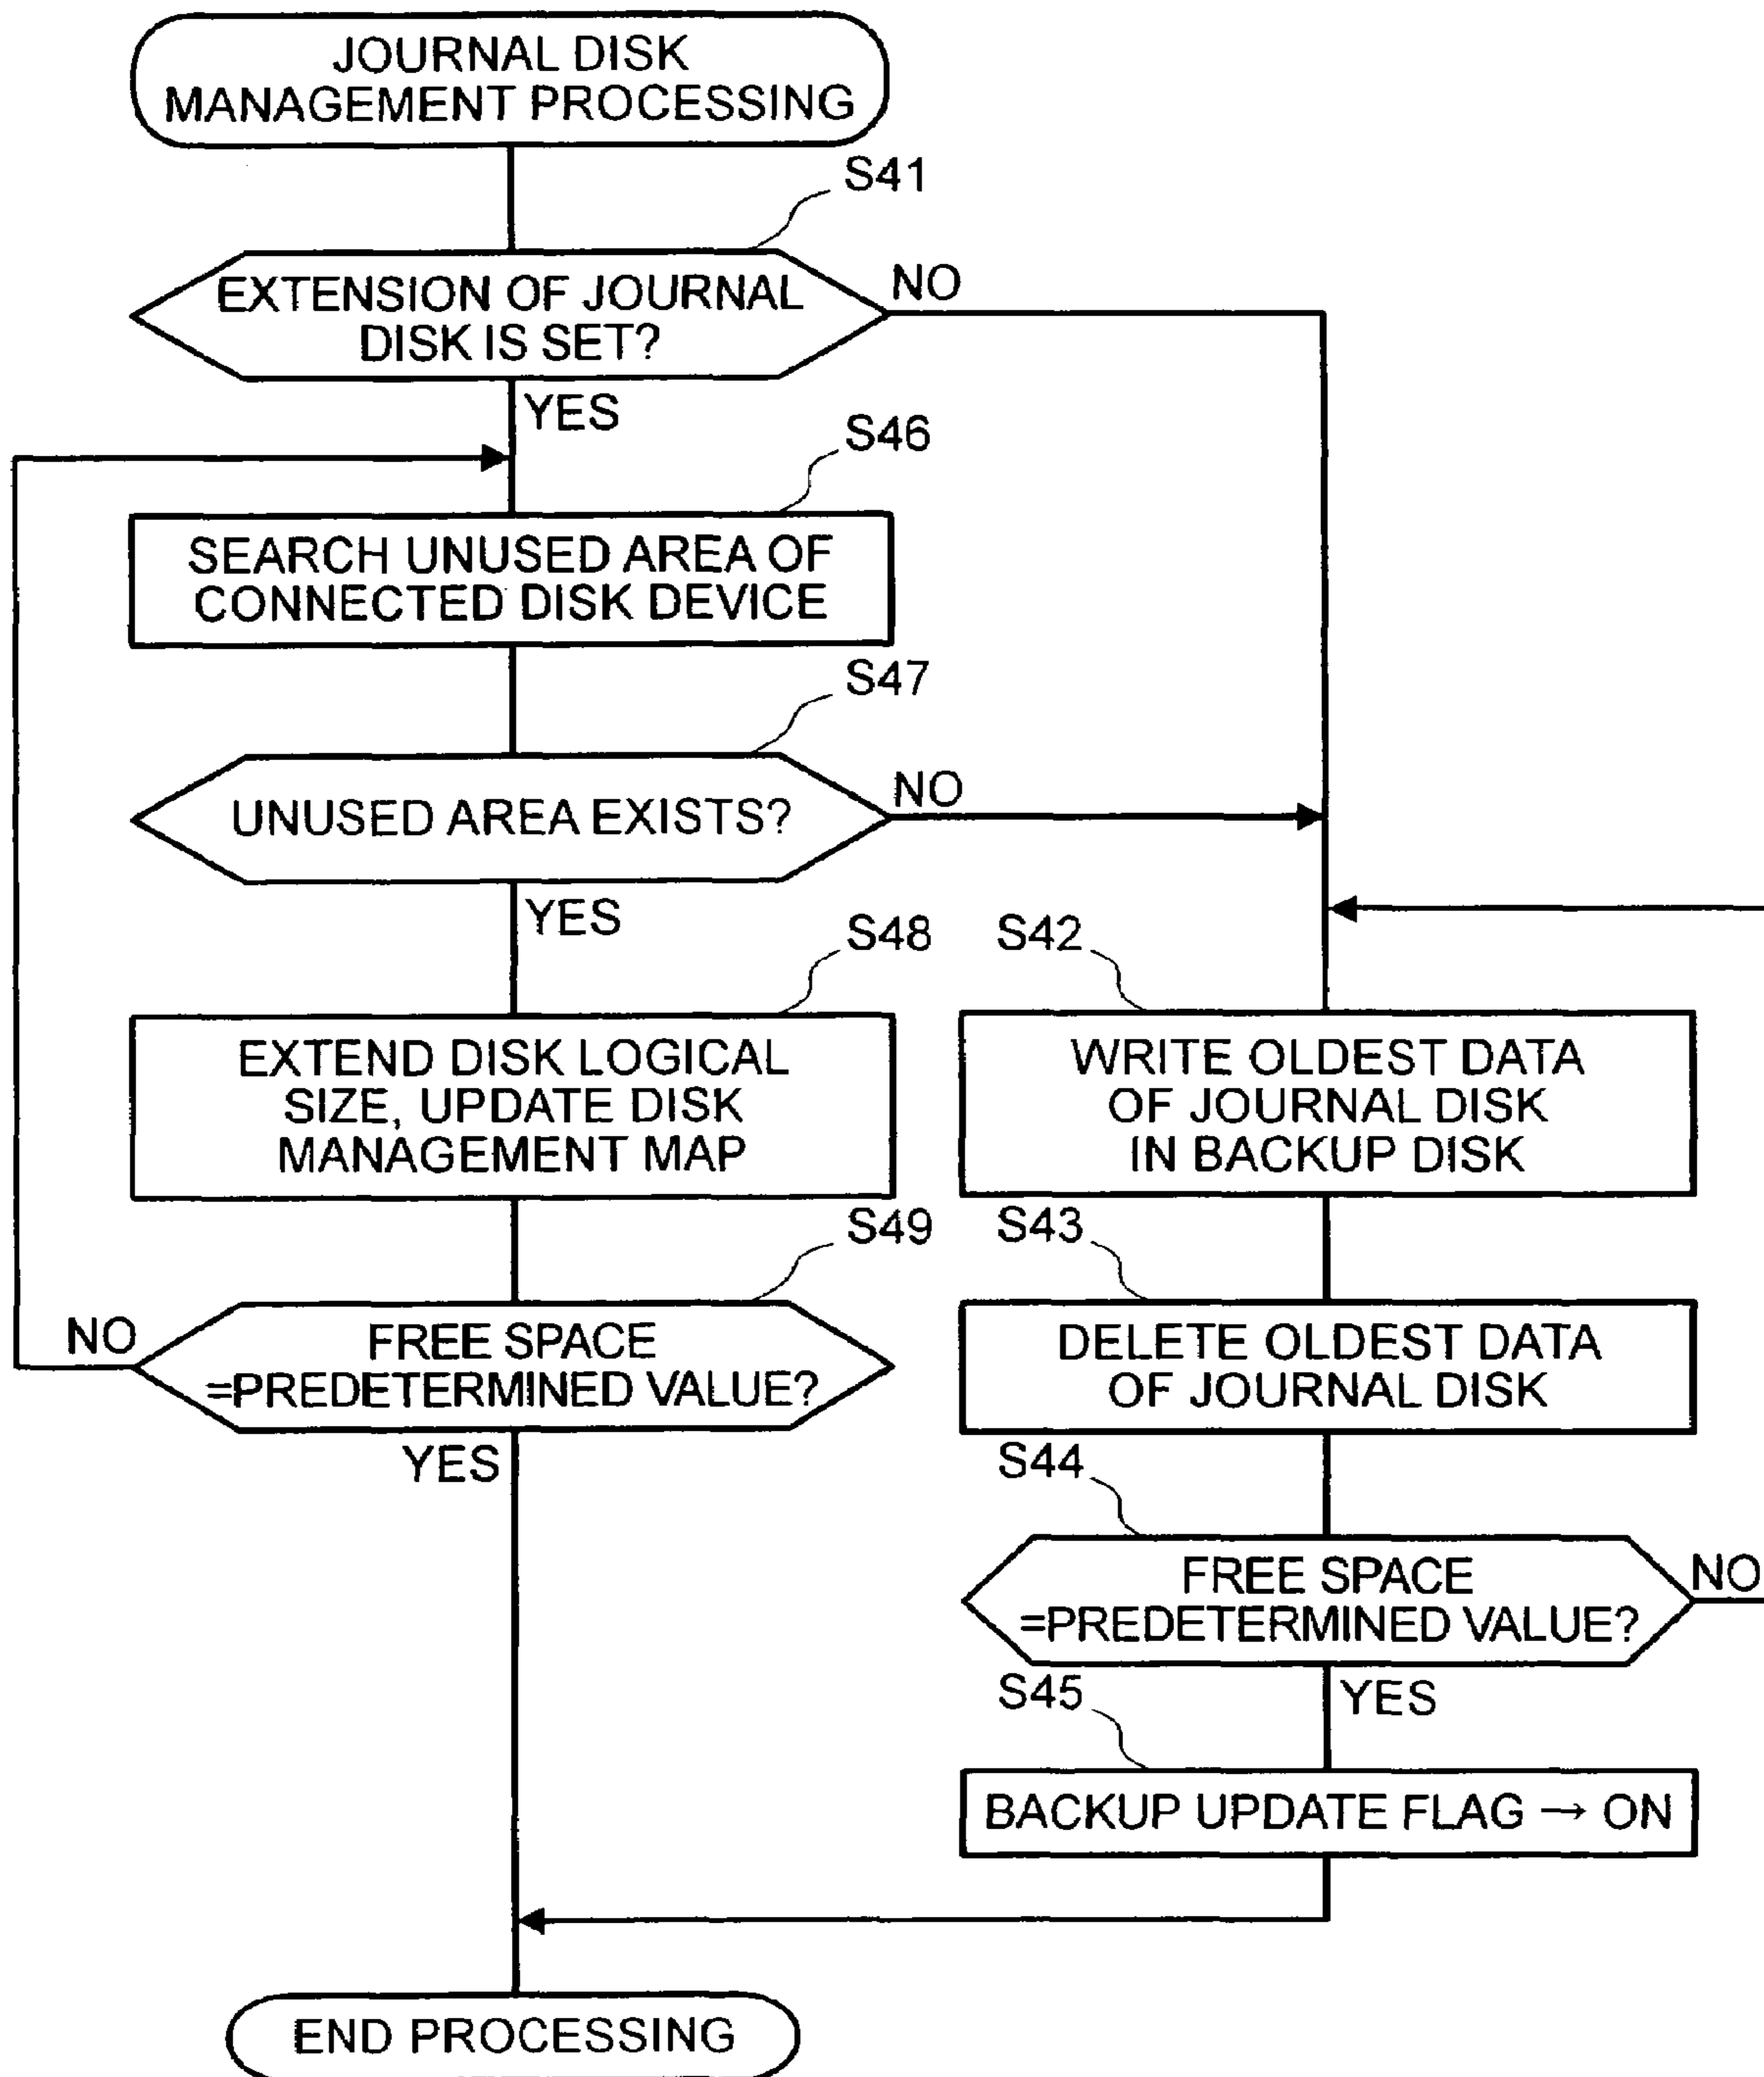 JOURNAL DISK
MANAGEMENT PROCESSING
S41
EXTENSION OF JOURNAL
DISK IS SET?
NO
YES
S46
SEARCH UNUSED AREA OF
CONNECTED DISK DEVICE
S47
UNUSED AREA EXISTS?
NO
YES
S48
EXTEND DISK LOGICAL
SIZE, UPDATE DISK
MANAGEMENT MAP
S49
FREE SPACE
=PREDETERMINED VALUE?
NO
YES
S42
WRITE OLDEST DATA
OF JOURNAL DISK
IN BACKUP DISK
S43
DELETE OLDEST DATA
OF JOURNAL DISK
S44
FREE SPACE
=PREDETERMINED VALUE?
NO
YES
S45
BACKUP UPDATE FLAG → ON
END PROCESSING